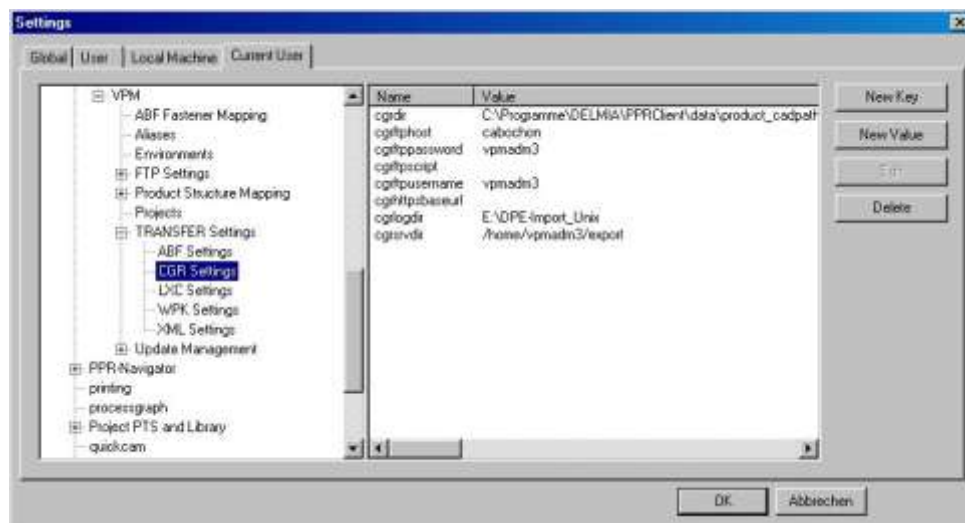 Settings
Global User Local Machine Current User
VPM
ABF Fastener Mapping
Aliases
Environments
FTP Settings
Product Structure Mapping
Projects
TRANSFER Settings
ABF Settings
CGR Settings
LXC Settings
WPK Settings
XML Settings
Update Management
PPR-Navigator
printing
processgraph
Project PTS and Library
quickcam
Name Value
cgrdir C:\Programme\DELMIA\PPRClient\data\product_cadpath
cgrftphost cabochon
cgrftppassword vpmadm3
cgrftpscript
cgrftpusername vpmadm3
cgrhttpsbaseurl
cgrlogdir E:\DPE-Import_Unix
cgrsrvdir /home/vpmadm3/export
New Key
New Value
Edit
Delete
OK Abbrechen